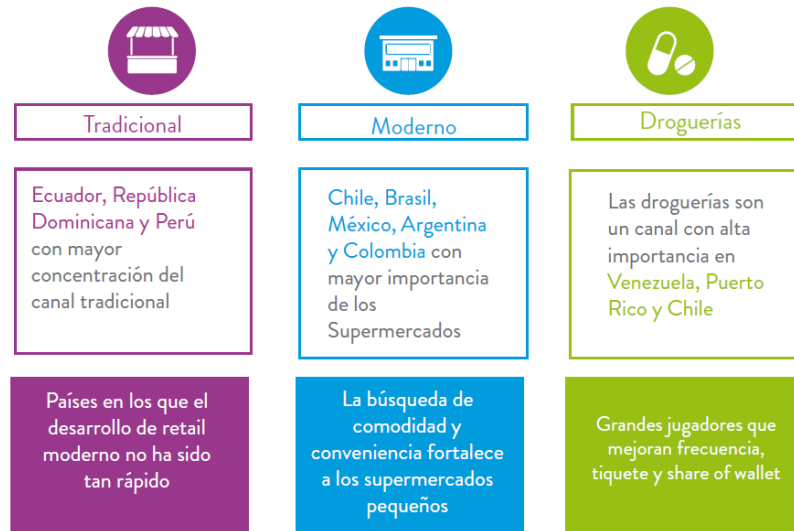 Tradicional
Ecuador, República
Dominicana y Perú
con mayor
concentración del
canal tradicional
Países en los que el
desarrollo de retail
moderno no ha sido
tan rápido
Moderno
Chile, Brasil,
México, Argentina
y Colombia con
mayor importancia
de los
Supermercados
La búsqueda de
comodidad y
conveniencia fortalece
a los supermercados
pequeños
Droguerías
Las droguerías son
un canal con alta
importancia en
Venezuela, Puerto
Rico y Chile
Grandes jugadores que
mejoran frecuencia,
tiquete y share of wallet